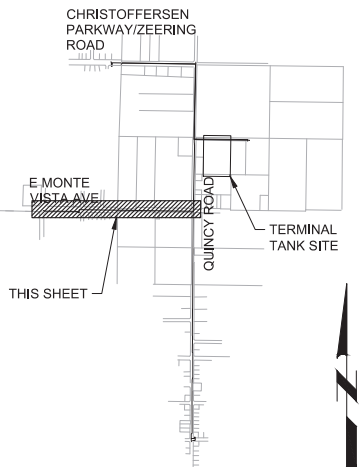 CHRISTOFFERSEN
PARKWAY/ZEERING
ROAD
E MONTE
VISTA AVE
QUINCY ROAD
TERMINAL
TANK SITE
THIS SHEET
N